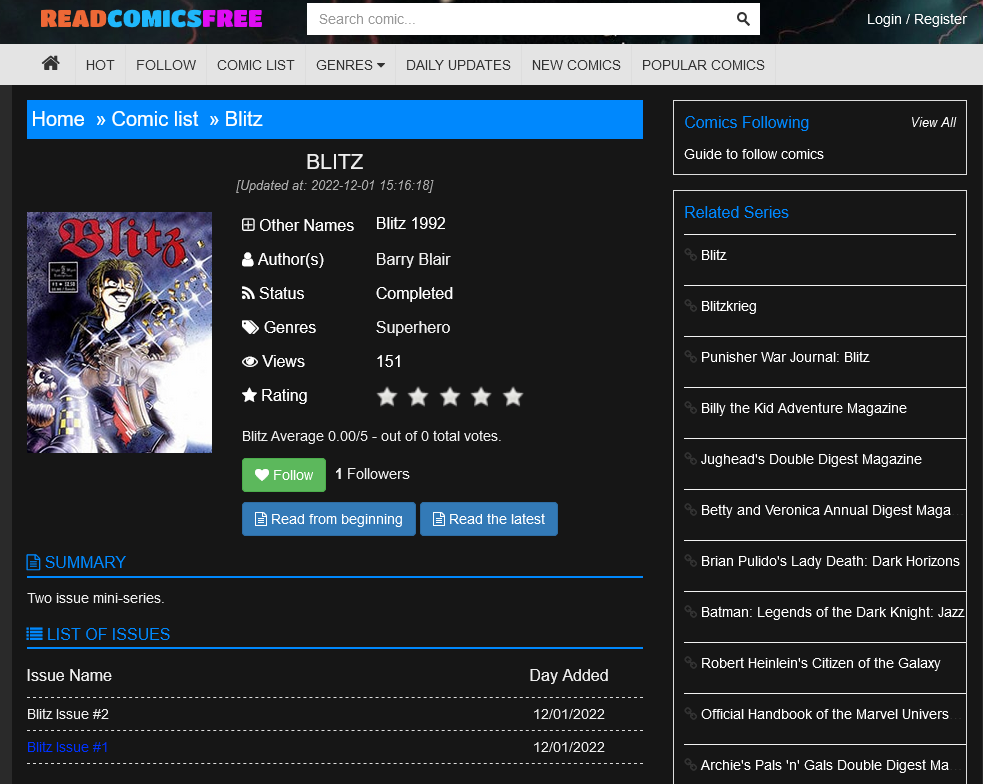 READCOMICSFREE
Search comic...
Login / Register
HOT FOLLOW COMIC LIST GENRES DAILY UPDATES NEW COMICS POPULAR COMICS
Home » Comic list » Blitz
BLITZ
[Updated at: 2022-12-01 15:16:18]
Blitz
Other Names Blitz 1992
Author(s) Barry Blair
Status Completed
Genres Superhero
Views 151
Rating
Blitz Average 0.00/5 - out of 0 total votes.
Follow 1 Followers
Read from beginning Read the latest
SUMMARY
Two issue mini-series.
LIST OF ISSUES
Issue Name Day Added
Blitz Issue #2 12/01/2022
Blitz Issue #1 12/01/2022
Comics Following View All
Guide to follow comics
Related Series
Blitz
Blitzkrieg
Punisher War Journal: Blitz
Billy the Kid Adventure Magazine
Jughead's Double Digest Magazine
Betty and Veronica Annual Digest Maga
Brian Pulido's Lady Death: Dark Horizons
Batman: Legends of the Dark Knight: Jazz
Robert Heinlein's Citizen of the Galaxy
Official Handbook of the Marvel Univers
Archie's Pals 'n' Gals Double Digest Ma